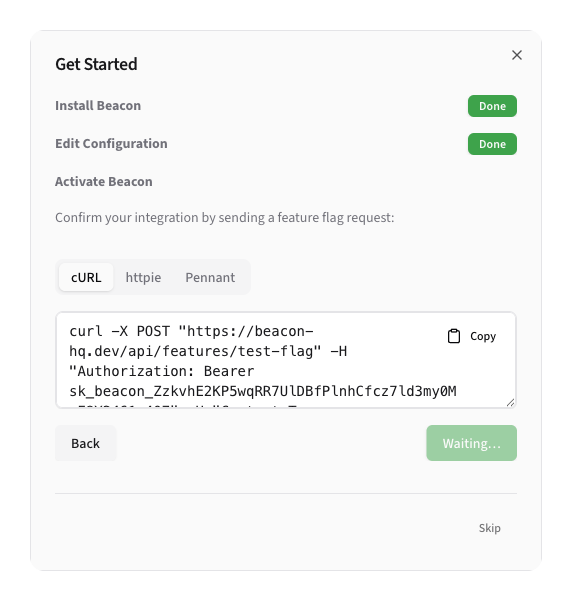 Get Started
Install Beacon
Done
Edit Configuration
Done
Activate Beacon
Confirm your integration by sending a feature flag request:
cURL httpie Pennant
curl -X POST "https://beacon-
hq.dev/api/features/test-flag" -H
"Authorization: Bearer
sk_beacon_ZzkvhE2KP5wqRR7UlDBfPlnhCfcz7ld3my0M
Copy
Back
Waiting...
Skip